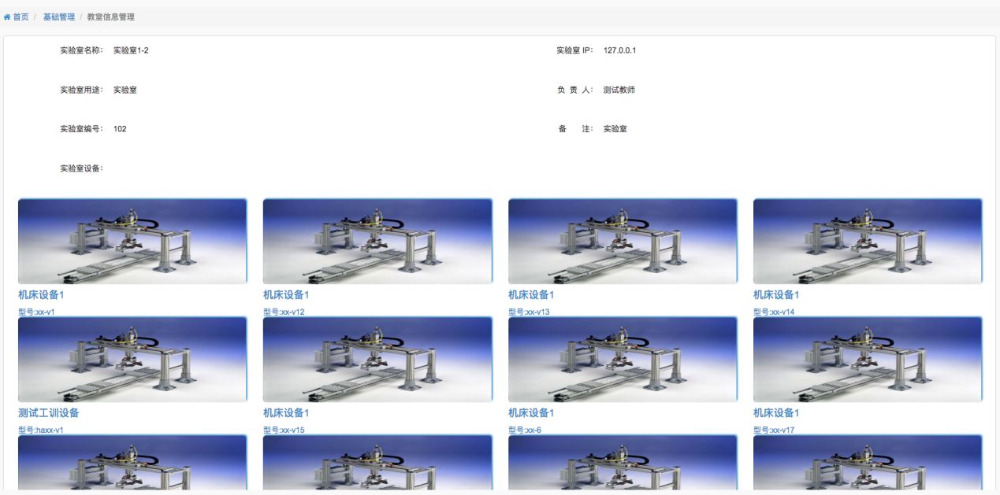 首页 / 基础管理 / 教室信息管理
实验室名称： 实验室1-2 实验室 IP： 127.0.0.1
实验室用途： 实验室 负 责 人： 测试教师
实验室编号： 102 备 注： 实验室
实验室设备：
机床设备1 机床设备1 机床设备1 机床设备1
型号:xx-v1 型号:xx-v12 型号:xx-v13 型号:xx-v14
测试工训设备 机床设备1 机床设备1 机床设备1
型号:haxx-v1 型号:xx-v15 型号:xx-6 型号:xx-v17